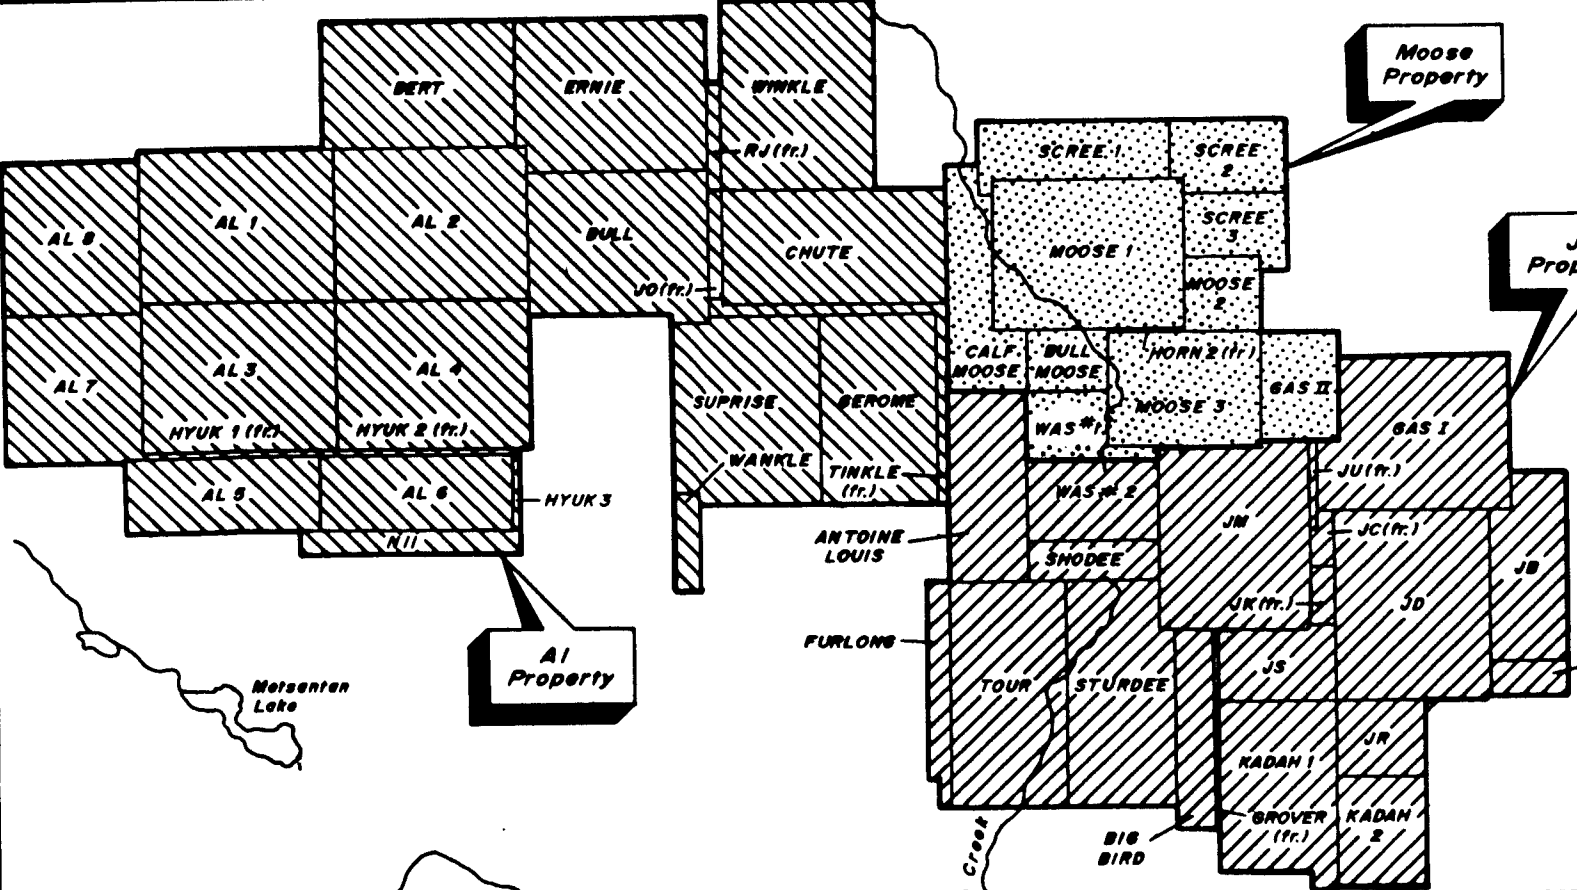 BERT
ERNIE
WINKLE
RJ (fr.)
AL 8
AL 1
AL 2
BULL
CHUTE
JO (fr.)
AL 7
AL 3
AL 4
HYUK 1 (fr.)
HYUK 2 (fr.)
AL 5
AL 6
HYUK 3
N11
SUPRISE
GEROME
WANKLE
TINKLE
(fr.)
Al
Property
Metsantan
Lake
Moose
Property
SCREE 1
SCREE
2
SCREE
3
MOOSE 1
MOOSE
2
CALF
MOOSE
BULL
MOOSE
HORN 2 (fr)
MOOSE 3
GAS II
WAS #1
WAS # 2
SHODEE
ANTOINE
LOUIS
FURLONG
TOUR
STURDEE
BIG
BIRD
Creek
GAS I
JU (fr.)
JC (fr.)
JM
JK (fr.)
JD
JB
JS
JR
KADAH 1
GROVER
(fr.)
KADAH
2